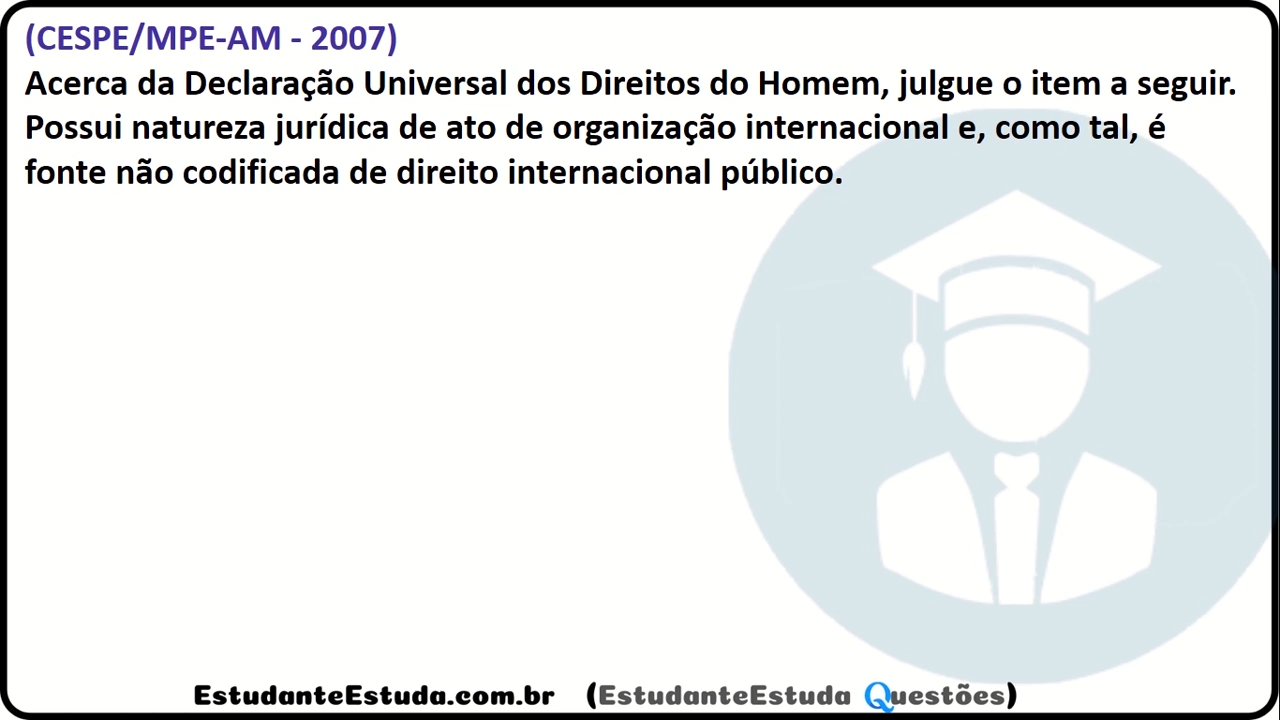 (CESPE/MPE-AM - 2007)
Acerca da Declaração Universal dos Direitos do Homem, julgue o item a seguir.
Possui natureza jurídica de ato de organização internacional e, como tal, é
fonte não codificada de direito internacional público.
EstudanteEstuda.com.br (EstudanteEstuda Questões)